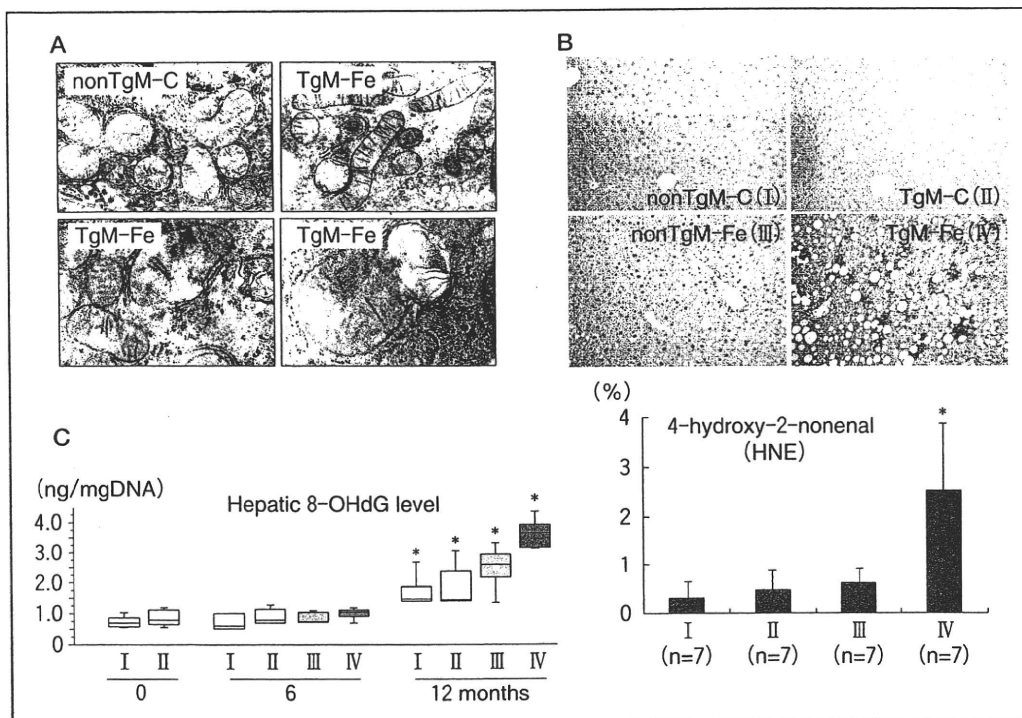 A
nonTgM-C
TgM-Fe
TgM-Fe
TgM-Fe
B
nonTgM-C(Ⅰ)
TgM-C(Ⅱ)
nonTgM-Fe(Ⅲ)
TgM-Fe(Ⅳ)
(%)
4-hydroxy-2-nonenal
(HNE)
*
4
3
2
1
0
Ⅰ Ⅱ Ⅲ Ⅳ
(n=7) (n=7) (n=7) (n=7)
C
(ng/mgDNA)
Hepatic 8-OHdG level
4.0
3.0
2.0
1.0
0
* * * *
Ⅰ Ⅱ Ⅰ Ⅱ Ⅲ Ⅳ Ⅰ Ⅱ Ⅲ Ⅳ
0 6 12 months